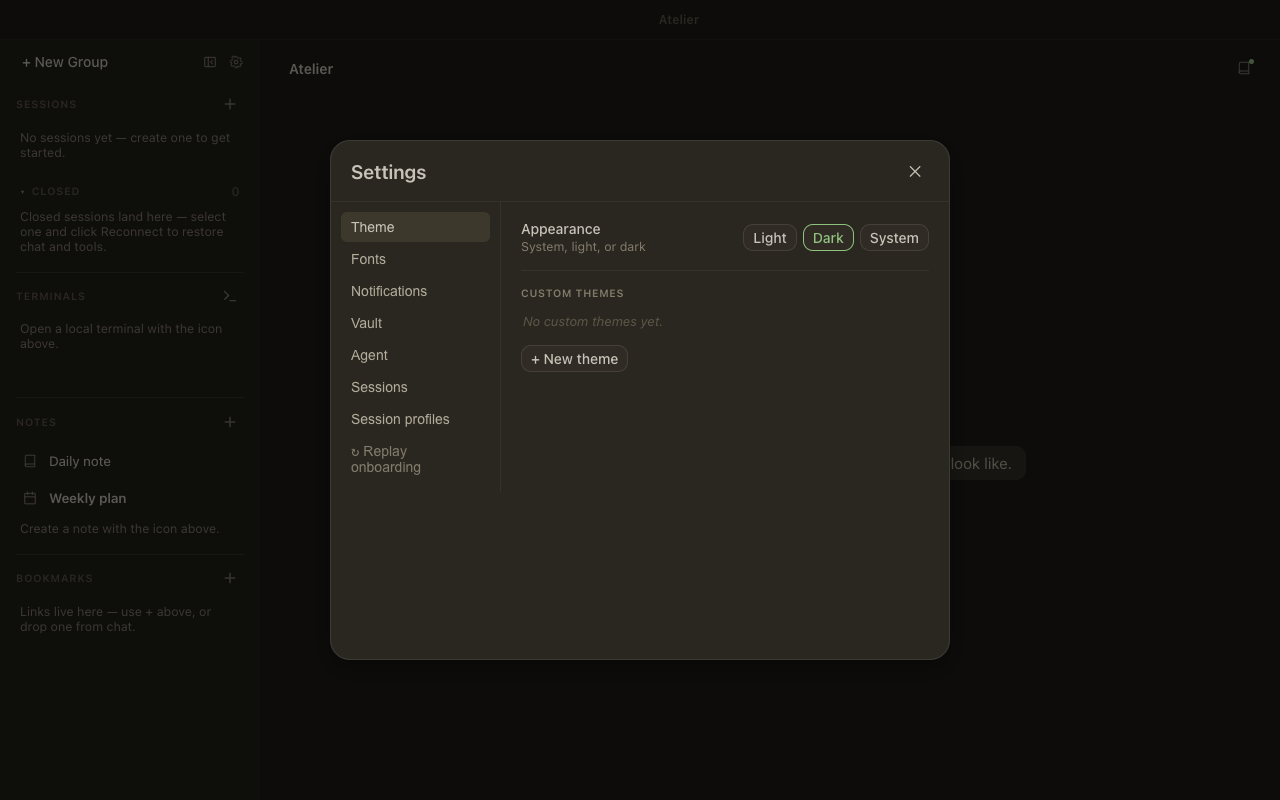 Atelier
+ New Group
Atelier
SESSIONS
No sessions yet — create one to get
started.
• CLOSED 0
Closed sessions land here — select
one and click Reconnect to restore
chat and tools.
TERMINALS
Open a local terminal with the icon
above.
NOTES
Daily note
Weekly plan
Create a note with the icon above.
BOOKMARKS
Links live here — use + above, or
drop one from chat.
Settings
Theme
Fonts
Notifications
Vault
Agent
Sessions
Session profiles
↻ Replay
onboarding
Appearance
System, light, or dark
Light
Dark
System
CUSTOM THEMES
No custom themes yet.
+ New theme
look like.